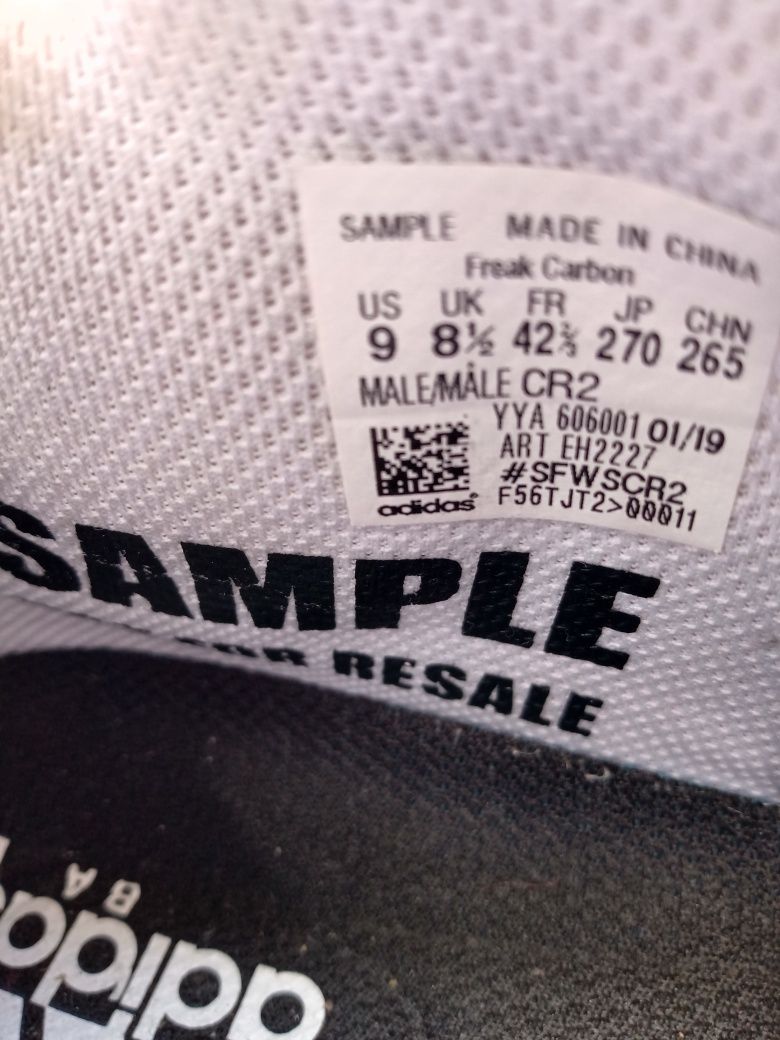 SAMPLE MADE IN CHINA
Freak Carbon
US UK FR JP CHN
9 8½ 42⅔ 270 265
MALE/MÂLE CR2
YYA 606001 01/19
ART EH2227
#SFWSCR2
F56TJT2>00011
adidas
SAMPLE
FOR RESALE
adidas